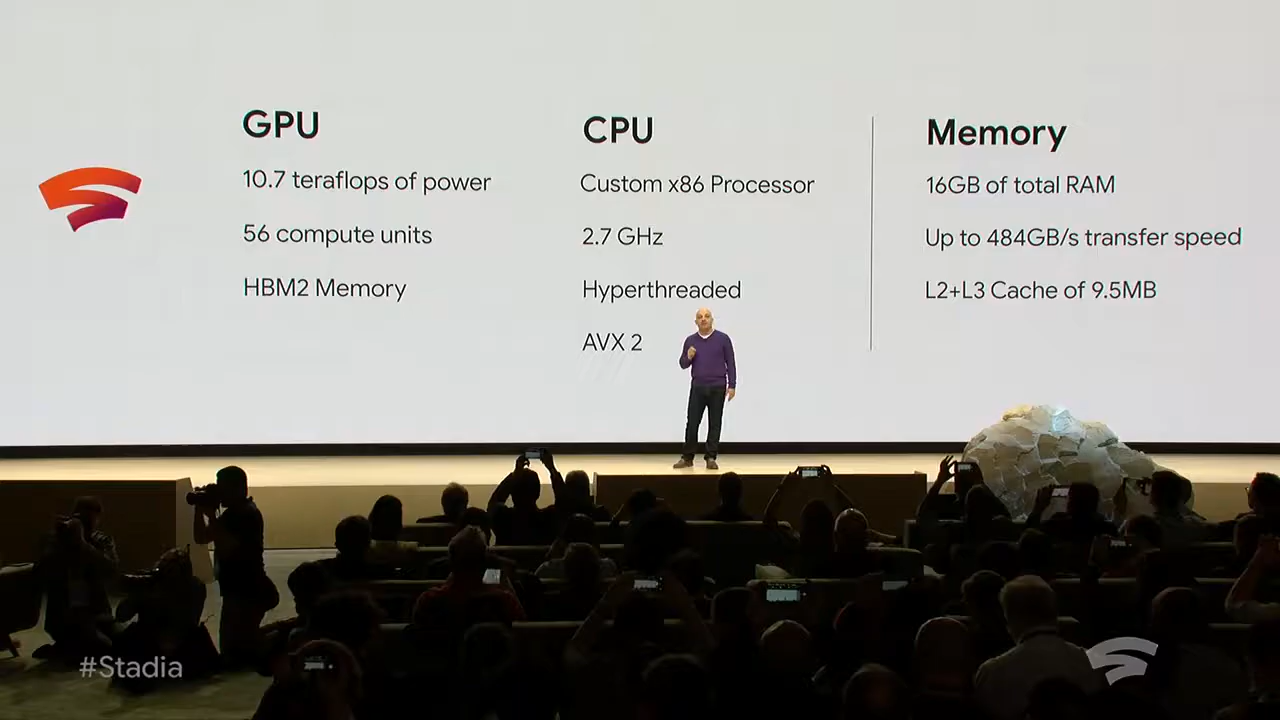 GPU
10.7 teraflops of power
56 compute units
HBM2 Memory
CPU
Custom x86 Processor
2.7 GHz
Hyperthreaded
AVX 2
Memory
16GB of total RAM
Up to 484GB/s transfer speed
L2+L3 Cache of 9.5MB
#Stadia